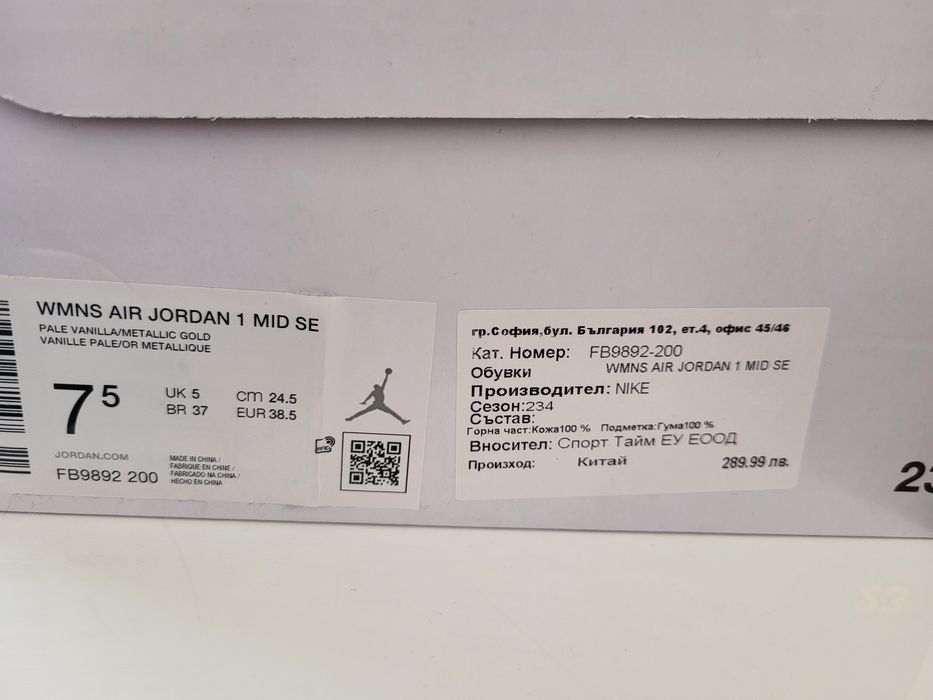 WMNS AIR JORDAN 1 MID SE
PALE VANILLA/METALLIC GOLD
VANILLE PALE/OR METALLIQUE
7 5
UK 5 CM 24.5
BR 37 EUR 38.5
JORDAN.COM
FB9892 200
MADE IN CHINA /
FABRIQUE EN CHINE /
FABRICADO NA CHINA /
HECHO EN CHINA
гр.София,бул. България 102, ет.4, офис 45/46
Кат. Номер: FB9892-200
Обувки WMNS AIR JORDAN 1 MID SE
Производител: NIKE
Сезон:234
Състав:
Горна част:Кожа100 % Подметка:Гума100 %
Вносител: Спорт Тайм ЕУ ЕООД
Произход: Китай 289.99 лв.
23